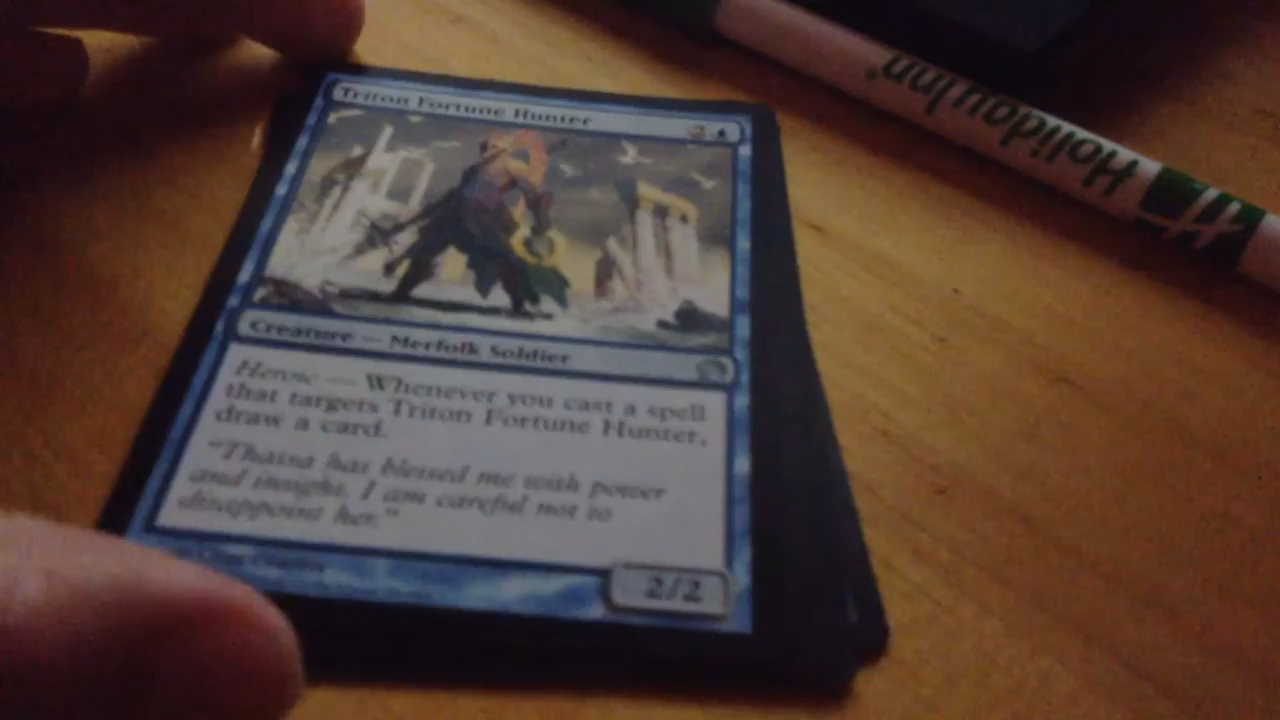 Triton Fortune Hunter 2
Creature — Merfolk Soldier
Heroic — Whenever you cast a spell
that targets Triton Fortune Hunter,
draw a card.
"Thassa has blessed me with power
and insight. I am careful not to
disappoint her."
2/2
H Holiday Inn